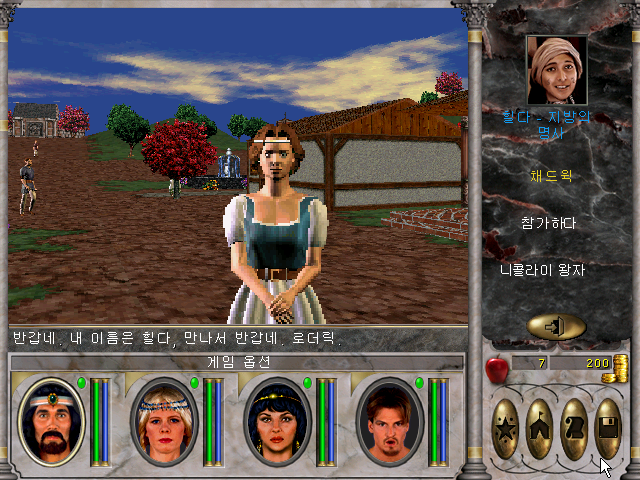 힐다 - 지방의
명사
채드윅
참가하다
니콜라이 왕자
반갑네. 내 이름은 힐다, 만나서 반갑네. 로더릭.
게임 옵션
7
200